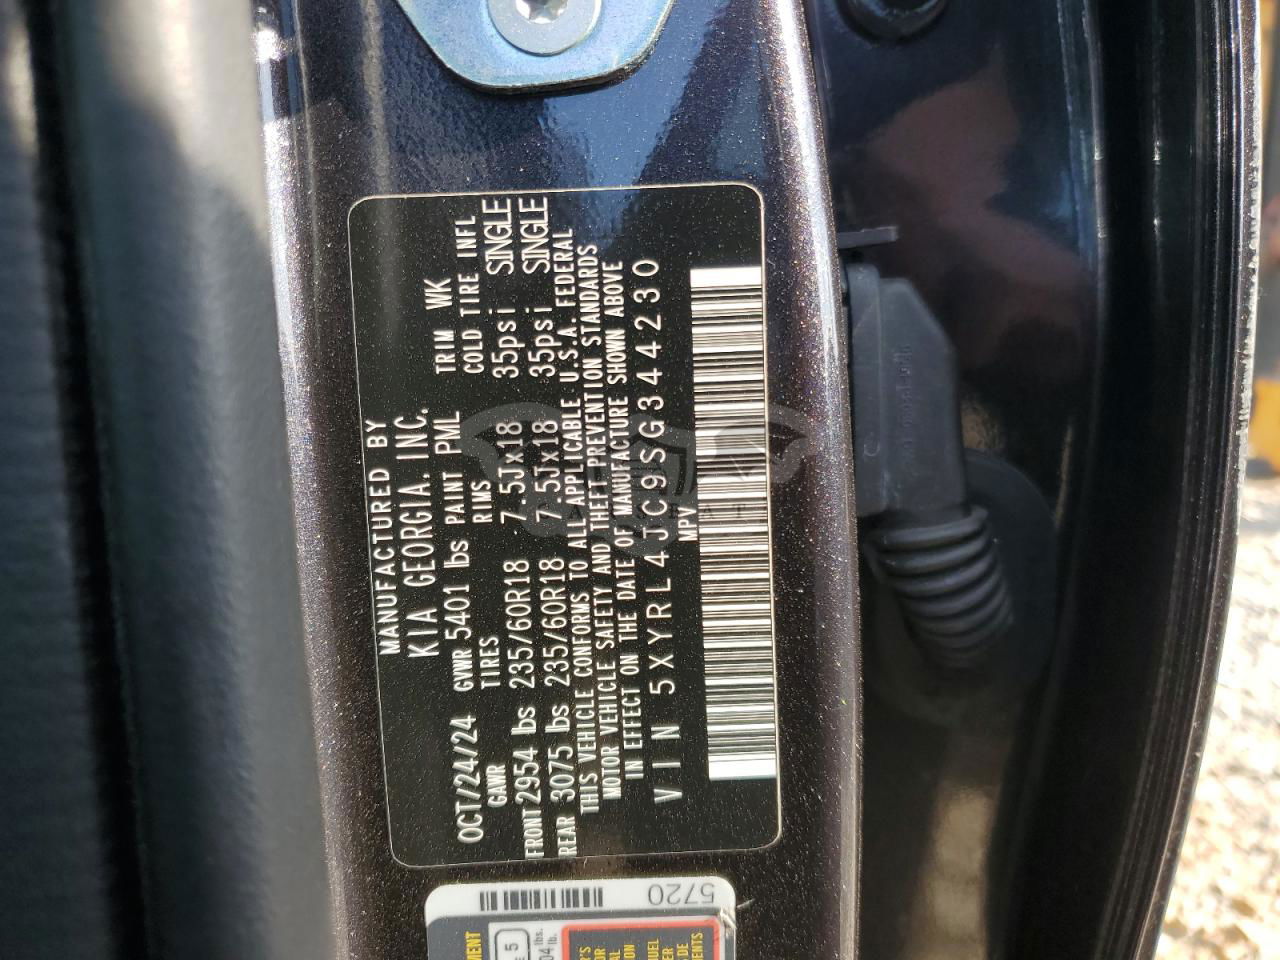 MANUFACTURED BY
KIA GEORGIA. INC.
OCT/24/24 GVWR 5401 lbs PAINT PML TRIM WK
GAWR TIRES RIMS COLD TIRE INFL
FRONT 2954 lbs 235/60R18 7.5Jx18 35psi SINGLE
REAR 3075 lbs 235/60R18 7.5Jx18 35psi SINGLE
THIS VEHICLE CONFORMS TO ALL APPLICABLE U.S.A. FEDERAL
MOTOR VEHICLE SAFETY AND THEFT PREVENTION STANDARDS
IN EFFECT ON THE DATE OF MANUFACTURE SHOWN ABOVE
MPV
VIN 5XYRL4JC9SG344230
5720
5